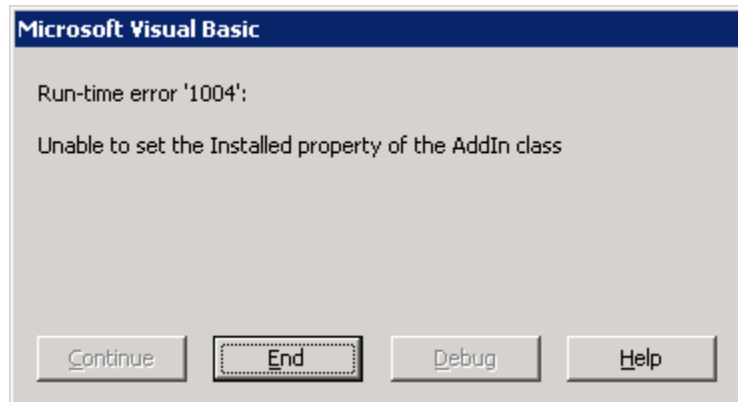 Microsoft Visual Basic
Run-time error '1004':
Unable to set the Installed property of the AddIn class
Continue End Debug Help